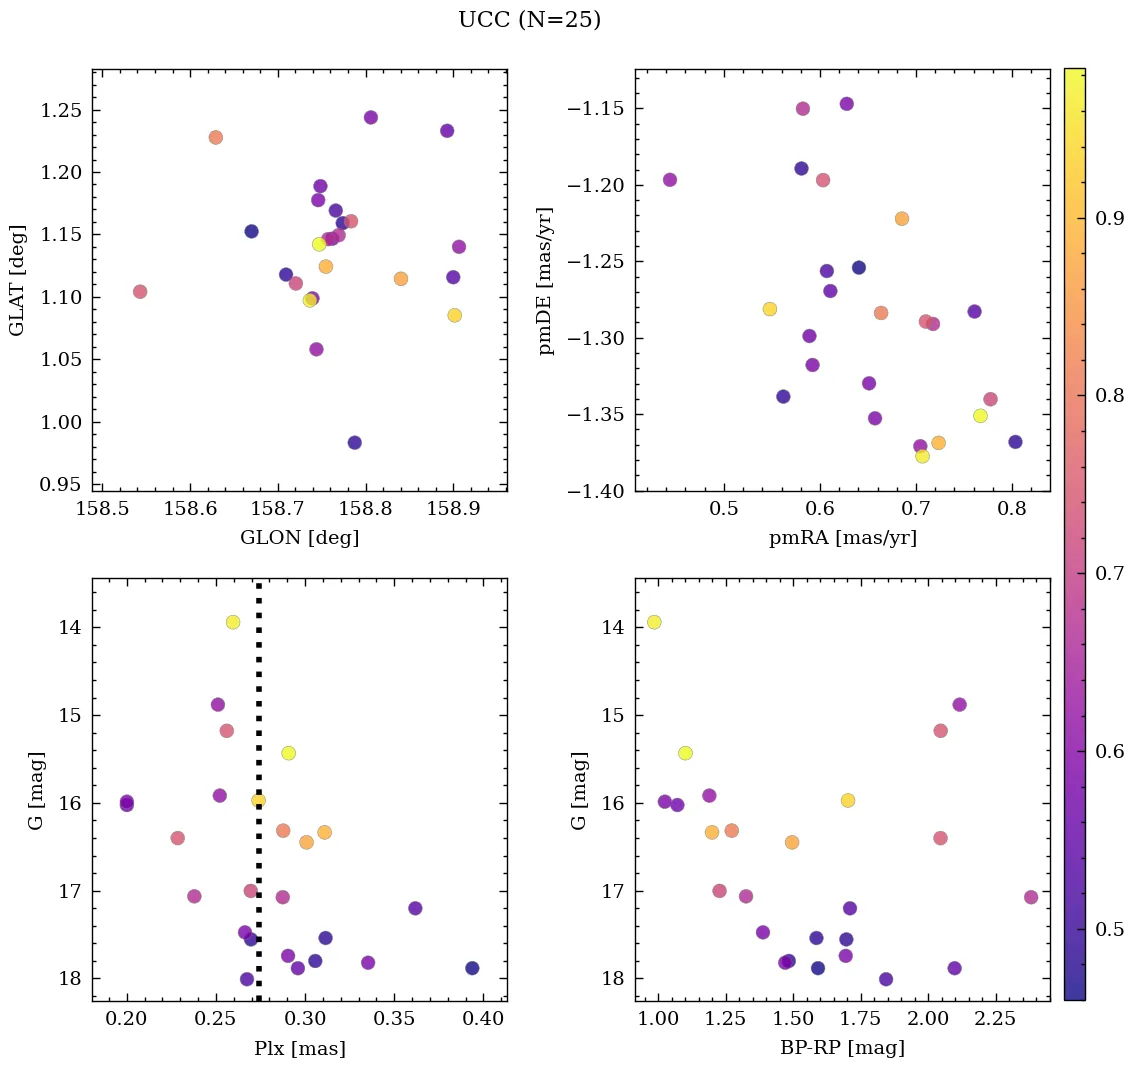 UCC (N=25)
1.25
1.20
1.15
1.10
1.05
1.00
0.95
GLAT [deg]
158.5 158.6 158.7 158.8 158.9
GLON [deg]
−1.15
−1.20
−1.25
−1.30
−1.35
−1.40
pmDE [mas/yr]
0.5 0.6 0.7 0.8
pmRA [mas/yr]
14
15
16
17
18
G [mag]
0.20 0.25 0.30 0.35 0.40
Plx [mas]
14
15
16
17
18
G [mag]
1.00 1.25 1.50 1.75 2.00 2.25
BP-RP [mag]
0.9
0.8
0.7
0.6
0.5